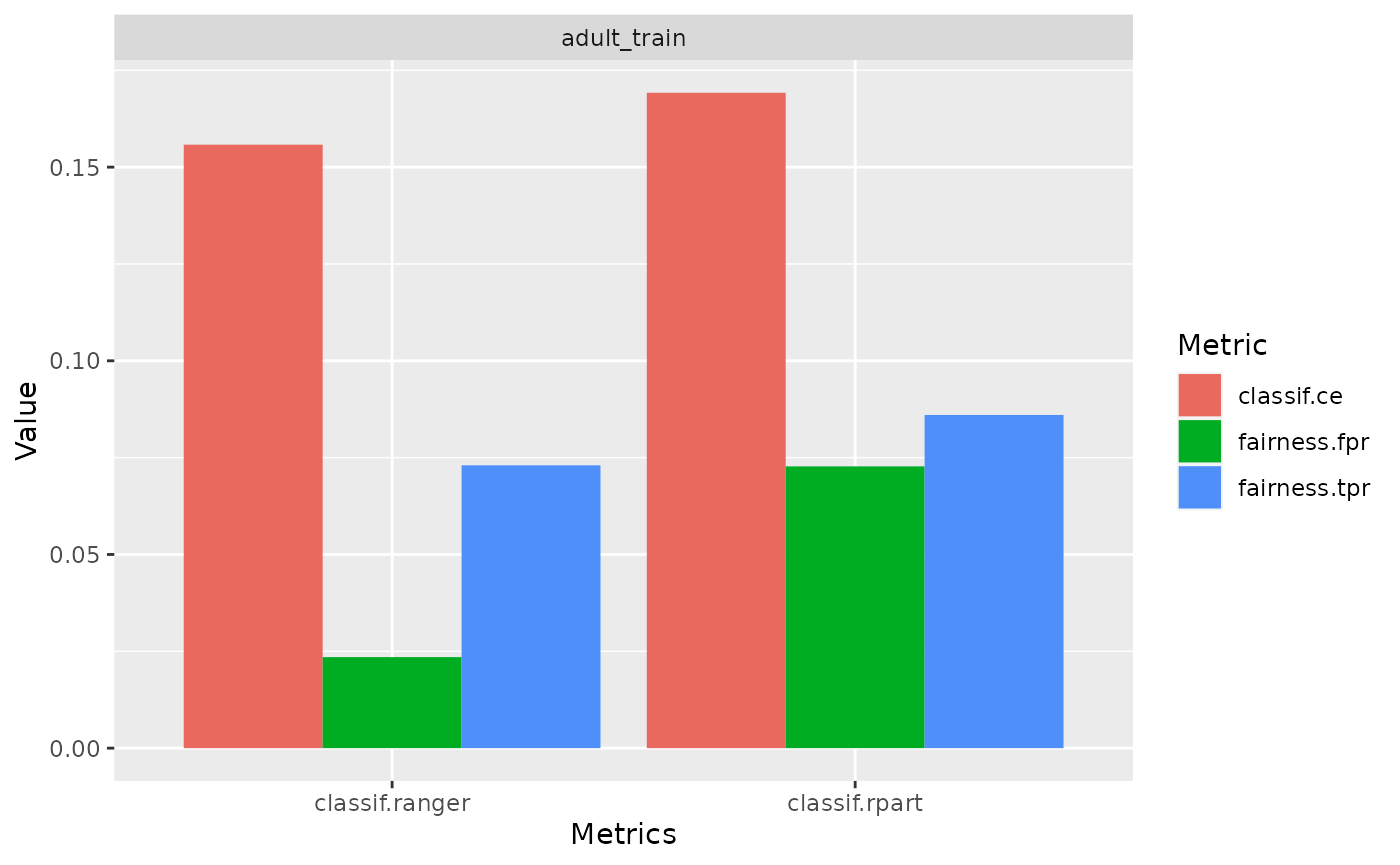 adult_train
0.15
0.10
0.05
0.00
Value
classif.ranger
classif.rpart
Metrics
Metric
classif.ce
fairness.fpr
fairness.tpr